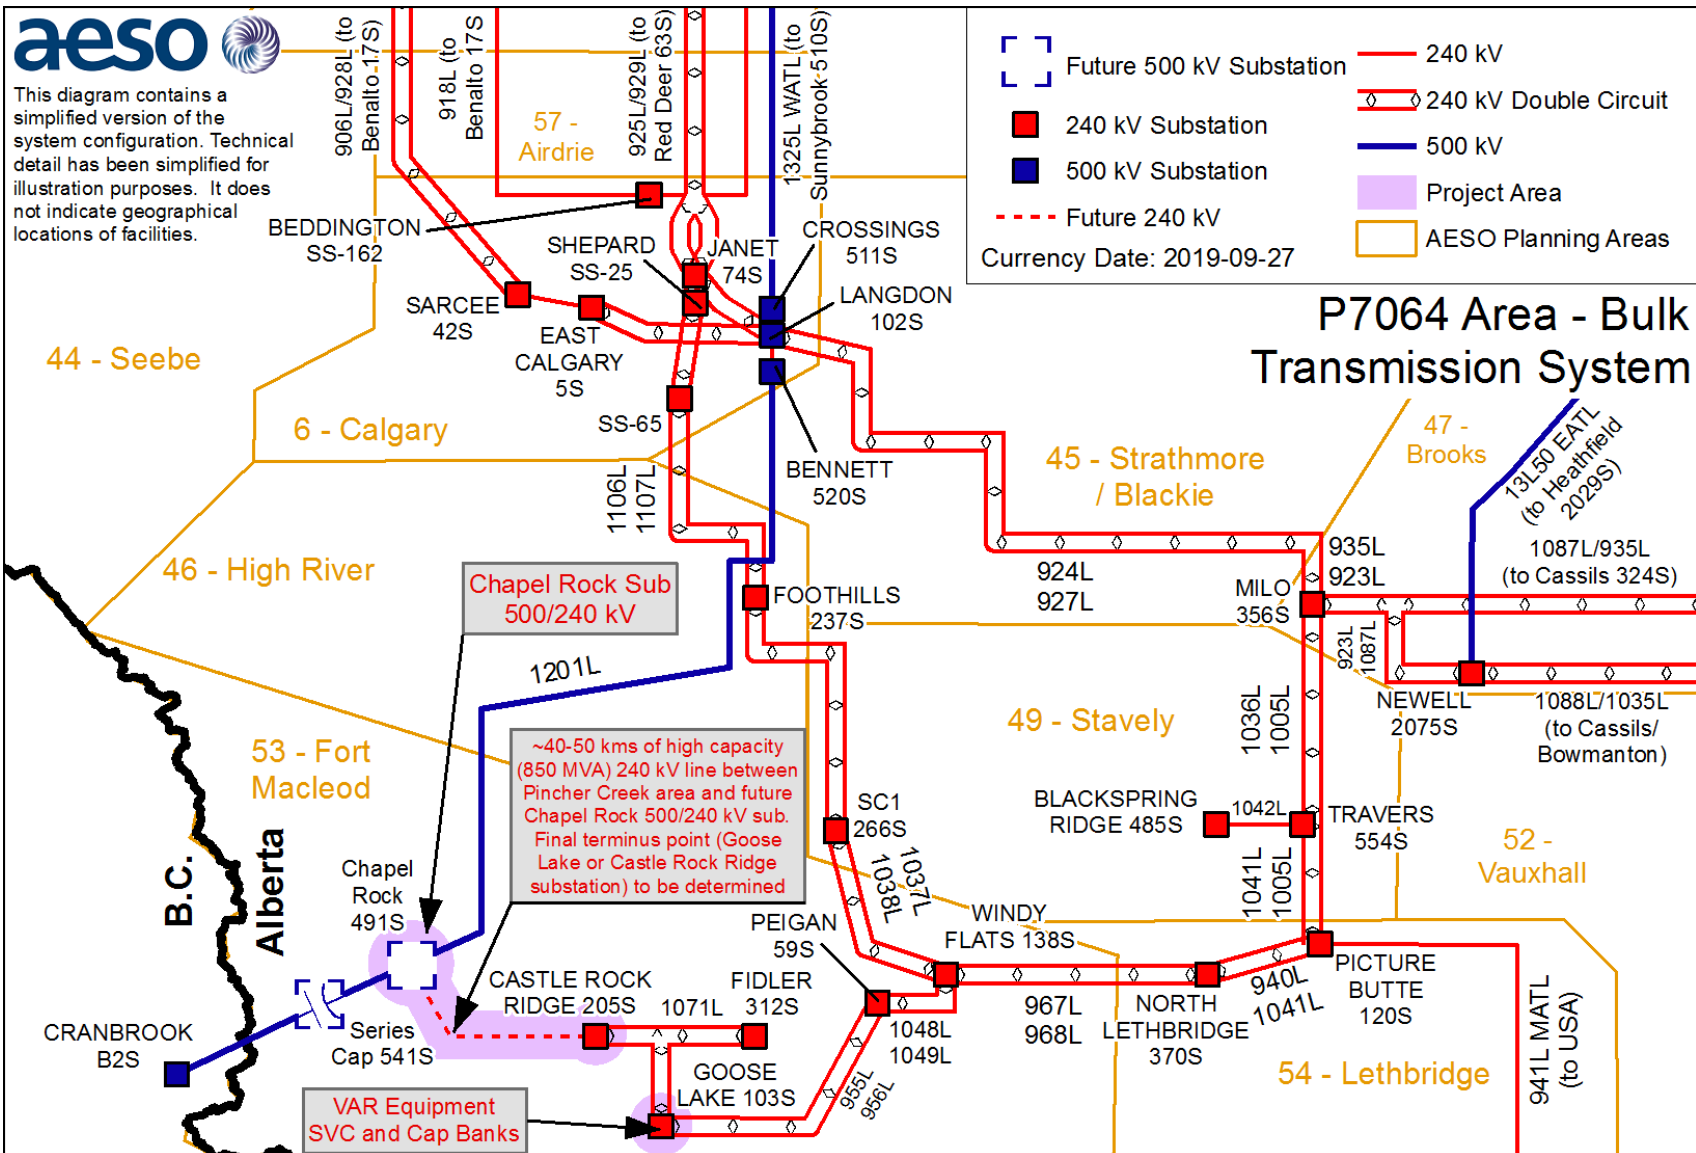 aeso
This diagram contains a
simplified version of the
system configuration. Technical
detail has been simplified for
illustration purposes. It does
not indicate geographical
locations of facilities.
906L/928L (to
Benalto 17S)
918L (to
Benalto 17S
925L/929L (to
Red Deer 63S)
1325L WATL (to
Sunnybrook 510S)
Future 500 kV Substation
240 kV Substation
500 kV Substation
Future 240 kV
Currency Date: 2019-09-27
240 kV
240 kV Double Circuit
500 kV
Project Area
AESO Planning Areas
P7064 Area - Bulk
Transmission System
57 -
Airdrie
BEDDINGTON
SS-162
SHEPARD
SS-25
JANET
74S
CROSSINGS
511S
LANGDON
102S
SARCEE
42S
EAST
CALGARY
5S
44 - Seebe
6 - Calgary
SS-65
BENNETT
520S
45 - Strathmore
/ Blackie
47 -
Brooks
13L50 EATL
(to Heathfield
2029S)
1106L
1107L
46 - High River
Chapel Rock Sub
500/240 kV
FOOTHILLS
237S
924L
927L
935L
923L
MILO
356S
1087L/935L
(to Cassils 324S)
923L
1087L
1201L
NEWELL
2075S
1088L/1035L
(to Cassils/
Bowmanton)
49 - Stavely
1036L
1005L
53 - Fort
Macleod
~40-50 kms of high capacity
(850 MVA) 240 kV line between
Pincher Creek area and future
Chapel Rock 500/240 kV sub.
Final terminus point (Goose
Lake or Castle Rock Ridge
substation) to be determined
SC1
266S
BLACKSPRING
RIDGE 485S
1042L
TRAVERS
554S
52 -
Vauxhall
1037L
1038L
1041L
1005L
B.C.
Alberta
Chapel
Rock
491S
PEIGAN
59S
WINDY
FLATS 138S
CASTLE ROCK
RIDGE 205S
1071L
FIDLER
312S
1048L
1049L
967L
968L
NORTH
LETHBRIDGE
370S
940L
1041L
PICTURE
BUTTE
120S
CRANBROOK
B2S
Series
Cap 541S
GOOSE
LAKE 103S
955L
956L
54 - Lethbridge
941L MATL
(to USA)
VAR Equipment
SVC and Cap Banks